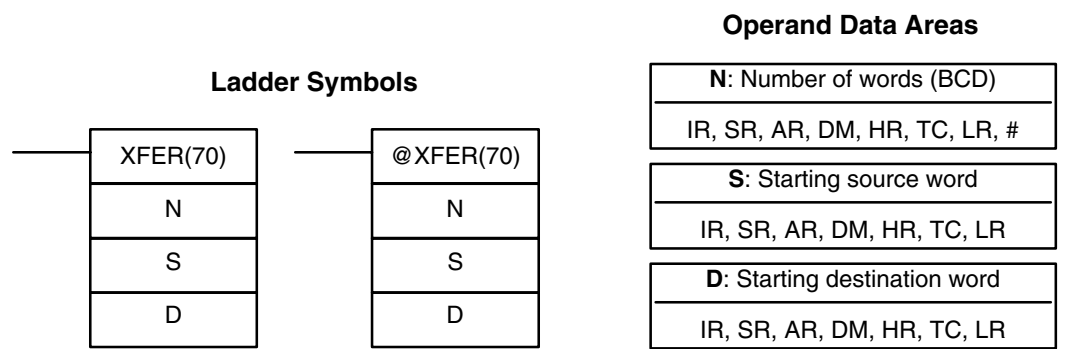 Ladder Symbols
XFER(70)
N
S
D
@XFER(70)
N
S
D
Operand Data Areas
N: Number of words (BCD)
IR, SR, AR, DM, HR, TC, LR, #
S: Starting source word
IR, SR, AR, DM, HR, TC, LR
D: Starting destination word
IR, SR, AR, DM, HR, TC, LR